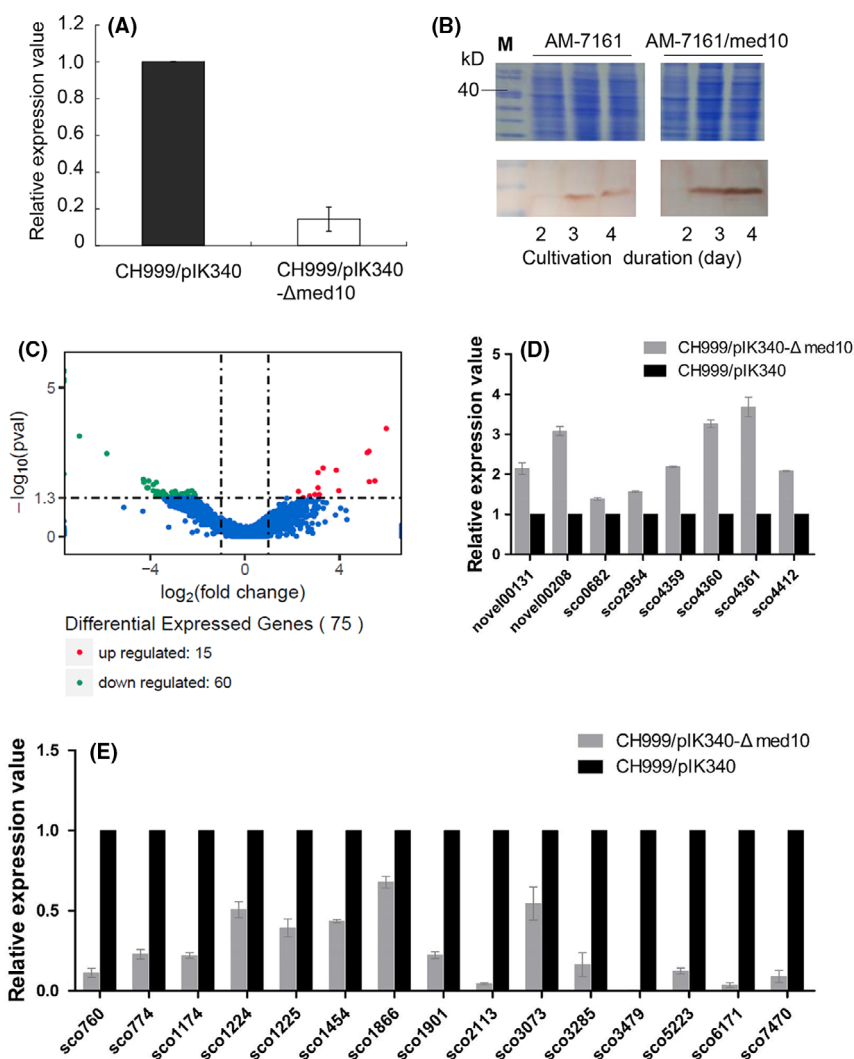 (A)
Relative expression value
1.2
1.0
0.8
0.6
0.4
0.2
0
CH999/pIK340
CH999/pIK340
-Δmed10
(B)
M
AM-7161
AM-7161/med10
kD
40
2 3 4 2 3 4
Cultivation duration (day)
(C)
−log10(pval)
5
1.3
0
−4 0 4
log2(fold change)
Differential Expressed Genes ( 75 )
up regulated: 15
down regulated: 60
(D)
CH999/pIK340-Δ med10
CH999/pIK340
Relative expression value
5
4
3
2
1
0
novel00131
novel00208
sco0682
sco2954
sco4359
sco4360
sco4361
sco4412
(E)
CH999/pIK340-Δ med10
CH999/pIK340
Relative expression value
1.5
1.0
0.5
0.0
sco760
sco774
sco1174
sco1224
sco1225
sco1454
sco1866
sco1901
sco2113
sco3073
sco3285
sco3479
sco5223
sco6171
sco7470